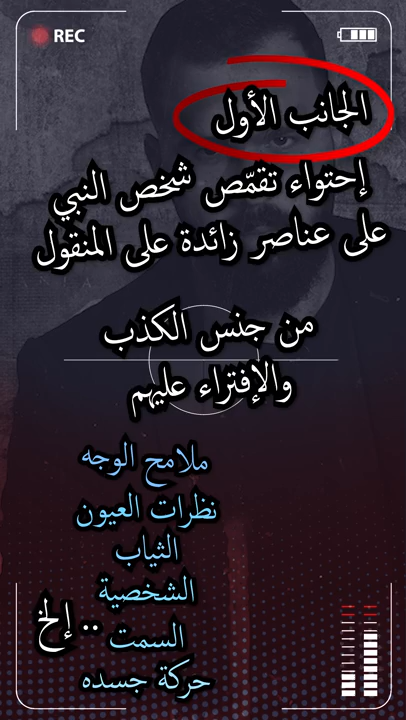 REC
الجانب الأول
إحتواء تقمّص شخص النبي
على عناصر زائدة على المنقول
من جنس الكذب
والإفتراء عليهم
ملامح الوجه
نظرات العيون
الثياب
الشخصية
السمت .. إلخ
حركة جسده